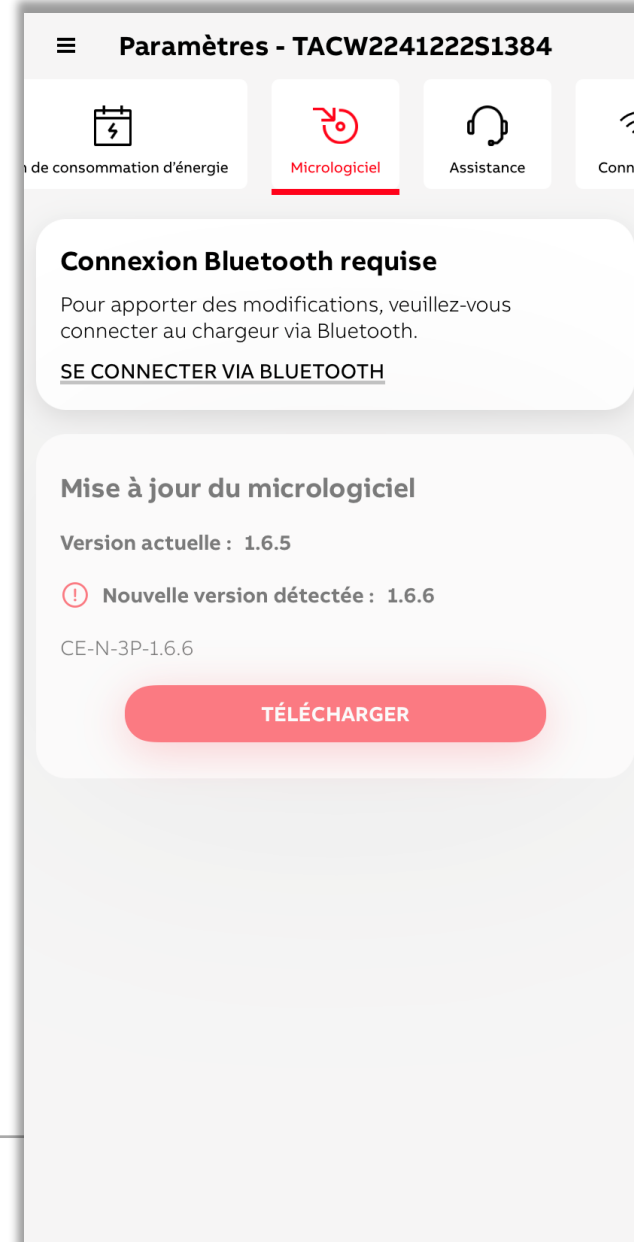 Paramètres - TACW2241222S1384
n de consommation d'énergie
Micrologiciel
Assistance
Conn
Connexion Bluetooth requise
Pour apporter des modifications, veuillez-vous
connecter au chargeur via Bluetooth.
SE CONNECTER VIA BLUETOOTH
Mise à jour du micrologiciel
Version actuelle : 1.6.5
Nouvelle version détectée : 1.6.6
CE-N-3P-1.6.6
TÉLÉCHARGER